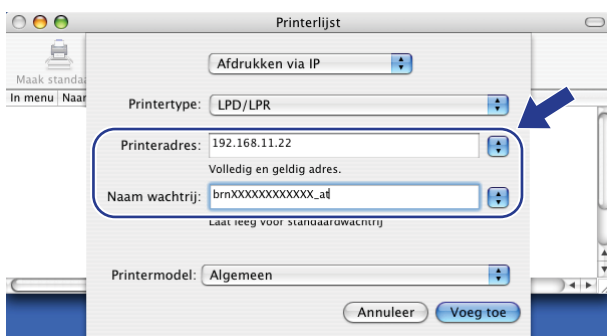 Printerlijst
Afdrukken via IP
Maak standaa
In menu Naar
Printertype: LPD/LPR
Printeradres: 192.168.11.22
Volledig en geldig adres.
Naam wachtrij: brnXXXXXXXXXXXX_at
Laat leeg voor standaardwachtrij
Printermodel: Algemeen
Annuleer Voeg toe